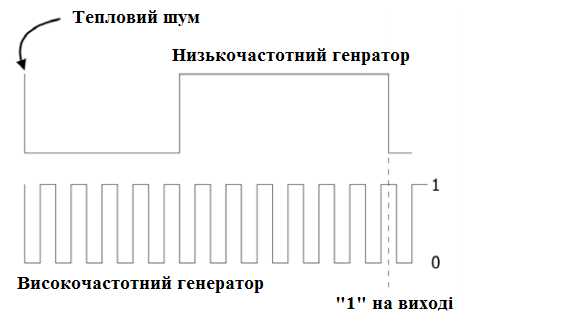 Тепловий шум
Низькочастотний генратор
1
0
Високочастотний генератор
"1" на виході